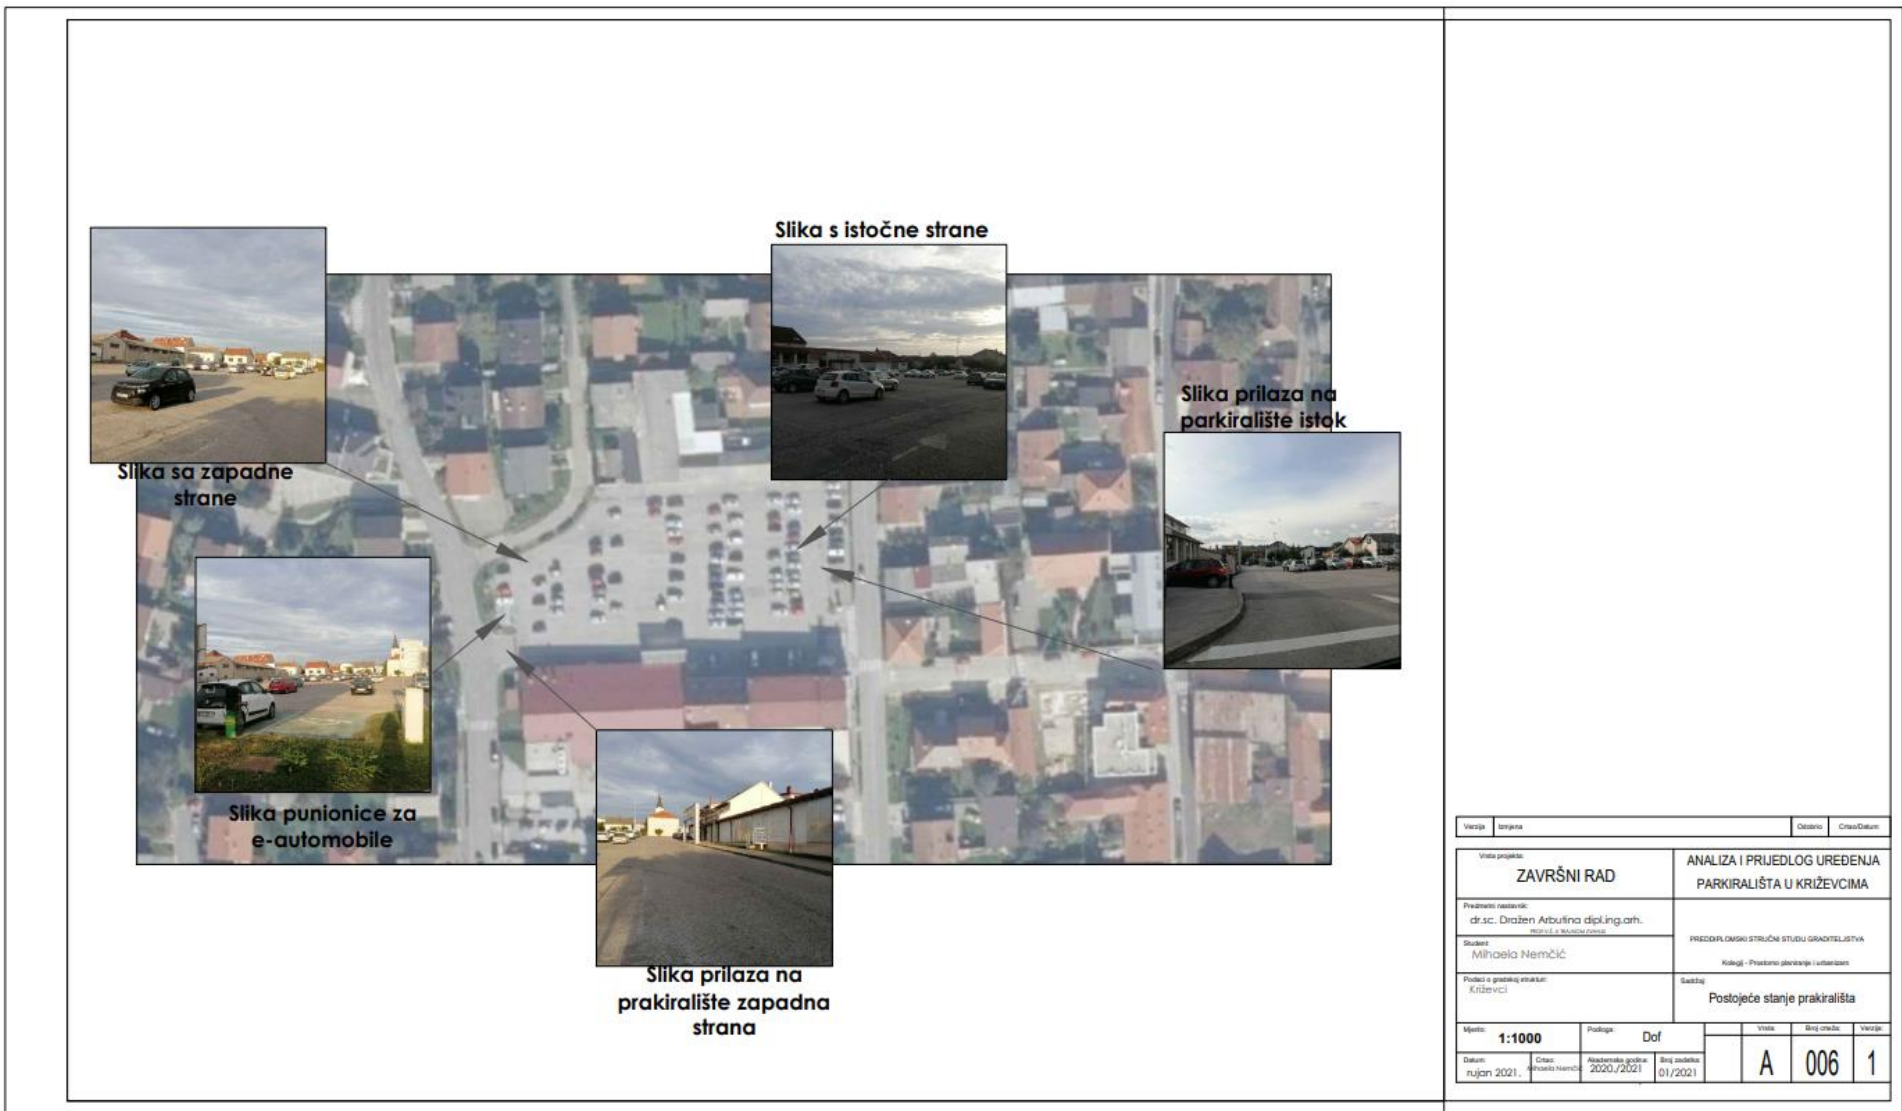 Slika s istočne strane
Slika prilaza na
parkiralište istok
Slika sa zapadne
strane
Slika punionice za
e-automobile
Slika prilaza na
prakiralište zapadna
strana
Verzija
Izmjena
Odobrio
Crtao/Datum:
Vrsta projekta:
ZAVRŠNI RAD
ANALIZA I PRIJEDLOG UREĐENJA
PARKIRALIŠTA U KRIŽEVCIMA
Predmetni nastavnik:
dr.sc. Dražen Arbutina dipl.ing.arh.
Student:
Mihaela Nemčić
PREDDIPLOMSKI STRUČNI STUDIJ GRADITELJSTVA
Kolegij - Prostorno planiranje i urbanizam
Podaci o gradskoj strukturi:
Križevci
Sadržaj:
Postojeće stanje prakirališta
Mjerilo:
1:1000
Podloga:
Dof
Vrsta:
Broj crteža:
Verzija:
A
006
1
Datum:
rujan 2021.
Crtao:
Mihaela Nemčić
Akademska godina:
2020./2021
Broj zadatka:
01/2021